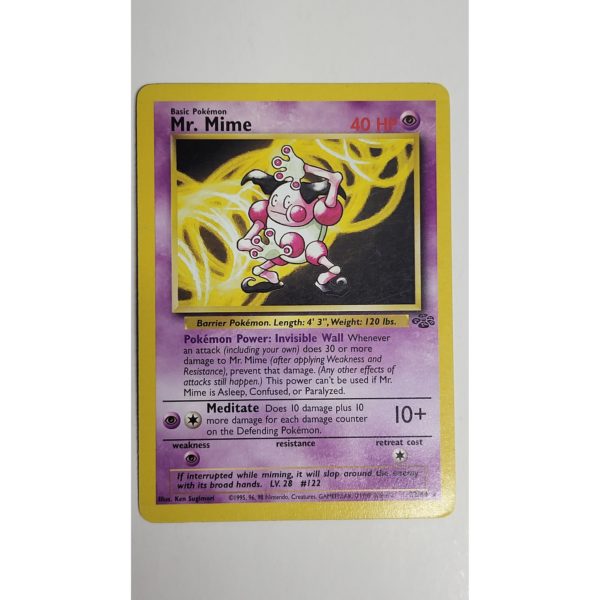 Basic Pokémon
Mr. Mime
40 HP
Barrier Pokémon. Length: 4' 3", Weight: 120 lbs.
Pokémon Power: Invisible Wall Whenever
an attack (including your own) does 30 or more
damage to Mr. Mime (after applying Weakness and
Resistance), prevent that damage. (Any other effects of
attacks still happen.) This power can't be used if Mr.
Mime is Asleep, Confused, or Paralyzed.
Meditate Does 10 damage plus 10
more damage for each damage counter
on the Defending Pokémon.
10+
weakness
resistance
retreat cost
If interrupted while miming, it will slap around the enemy
with its broad hands. LV. 28 #122
Illus. Ken Sugimori
©1995, 96, 98 Nintendo, Creatures, GAMEFREAK.